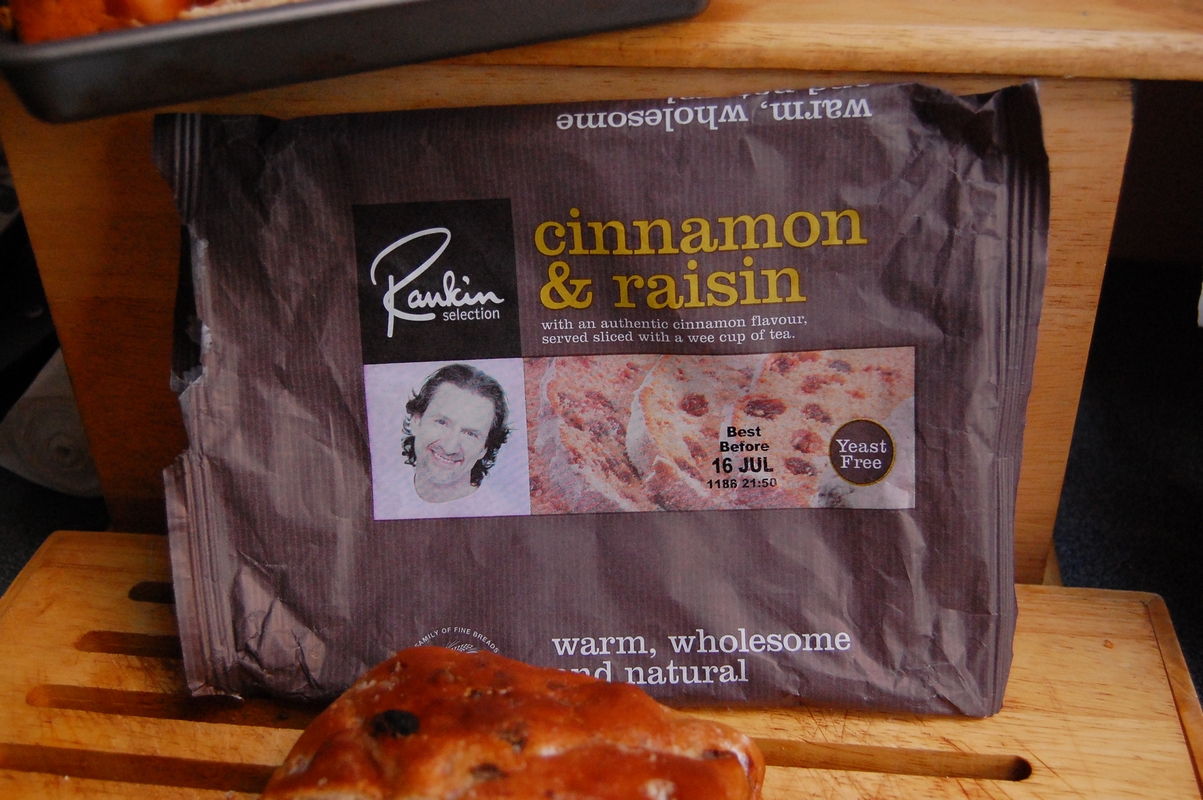 warm, wholesome
Rankin
selection
cinnamon
& raisin
with an authentic cinnamon flavour,
served sliced with a wee cup of tea.
Best
Before
16 JUL
1186 21:50
Yeast
Free
FAMILY OF FINE BREADS
warm, wholesome
and natural